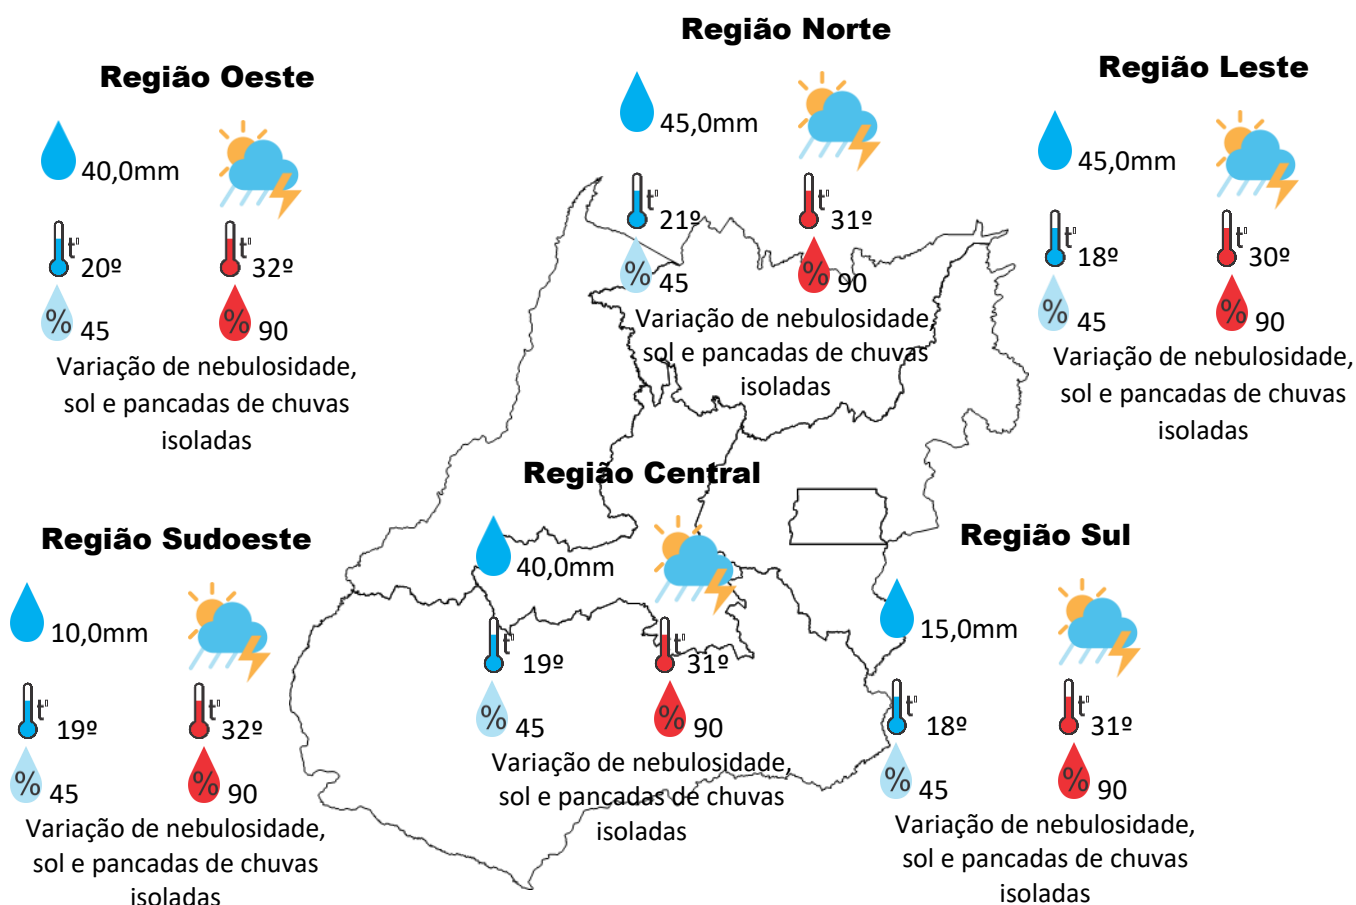 Região Norte
45,0mm
t°
21º
t°
31º
%
45
%
90
Variação de nebulosidade,
sol e pancadas de chuvas
isoladas
Região Oeste
40,0mm
t°
20º
t°
32º
%
45
%
90
Variação de nebulosidade,
sol e pancadas de chuvas
isoladas
Região Leste
45,0mm
t°
18º
t°
30º
%
45
%
90
Variação de nebulosidade,
sol e pancadas de chuvas
isoladas
Região Central
40,0mm
t°
19º
t°
31º
%
45
%
90
Variação de nebulosidade,
sol e pancadas de chuvas
isoladas
Região Sudoeste
10,0mm
t°
19º
t°
32º
%
45
%
90
Variação de nebulosidade,
sol e pancadas de chuvas
isoladas
Região Sul
15,0mm
t°
18º
t°
31º
%
45
%
90
Variação de nebulosidade,
sol e pancadas de chuvas
isoladas